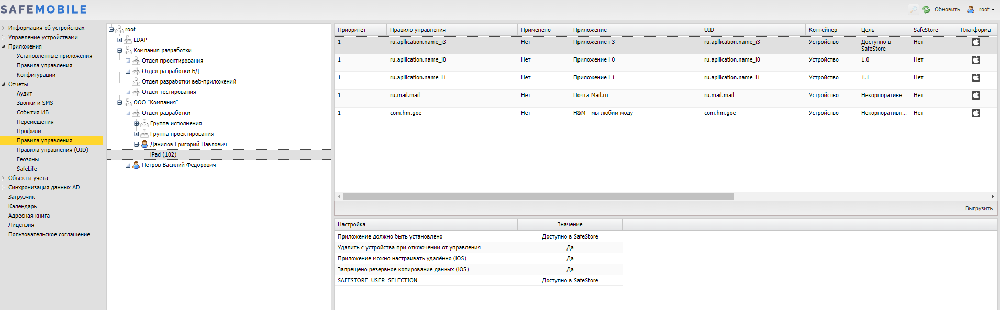 SAFEMOBILE
Обновить root
Информация об устройствах
Управление устройствами
Приложения
Установленные приложения
Правила управления
Конфигурации
Отчёты
Аудит
Звонки и SMS
События ИБ
Перемещения
Профили
Правила управления
Правила управления (UID)
Геозоны
SafeLife
Объекты учёта
Синхронизация данных AD
Загрузчик
Календарь
Адресная книга
Лицензия
Пользовательское соглашение
root
LDAP
Компания разработки
Отдел проектирования
Отдел разработки БД
Отдел разработки веб-приложений
Отдел тестирования
ООО "Компания"
Отдел разработки
Группа исполнения
Группа проектирования
Данилов Григорий Павлович
iPad (102)
Петров Василий Федорович
Приоритет Правило управления Применено Приложение UID Контейнер Цель SafeStore Платформа
1 ru.apllication.name_i3 Нет Приложение i 3 ru.apllication.name_i3 Устройство Доступно в Нет
SafeStore
1 ru.apllication.name_i0 Нет Приложение i 0 ru.apllication.name_i0 Устройство 1.0 Нет
1 ru.apllication.name_i1 Нет Приложение i 1 ru.apllication.name_i1 Устройство 1.1 Нет
1 ru.mail.mail Нет Почта Mail.ru ru.mail.mail Устройство Некорпоративн... Нет
1 com.hm.goe Нет H&M - мы любим моду com.hm.goe Устройство Некорпоративн... Нет
Выгрузить
Настройка Значение
Приложение должно быть установлено Доступно в SafeStore
Удалить с устройства при отключении от управления Да
Приложение можно настраивать удалённо (iOS) Да
Запрещено резервное копирование данных (iOS) Да
SAFESTORE_USER_SELECTION Доступно в SafeStore